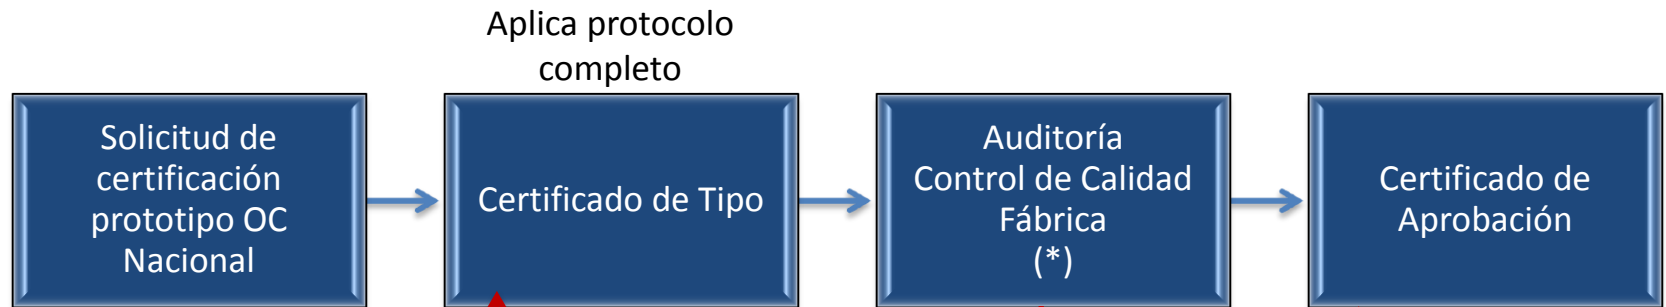 Aplica protocolo
completo
Solicitud de
certificación
prototipo OC
Nacional
Certificado de Tipo
Auditoría
Control de Calidad
Fábrica
(*)
Certificado de
Aprobación